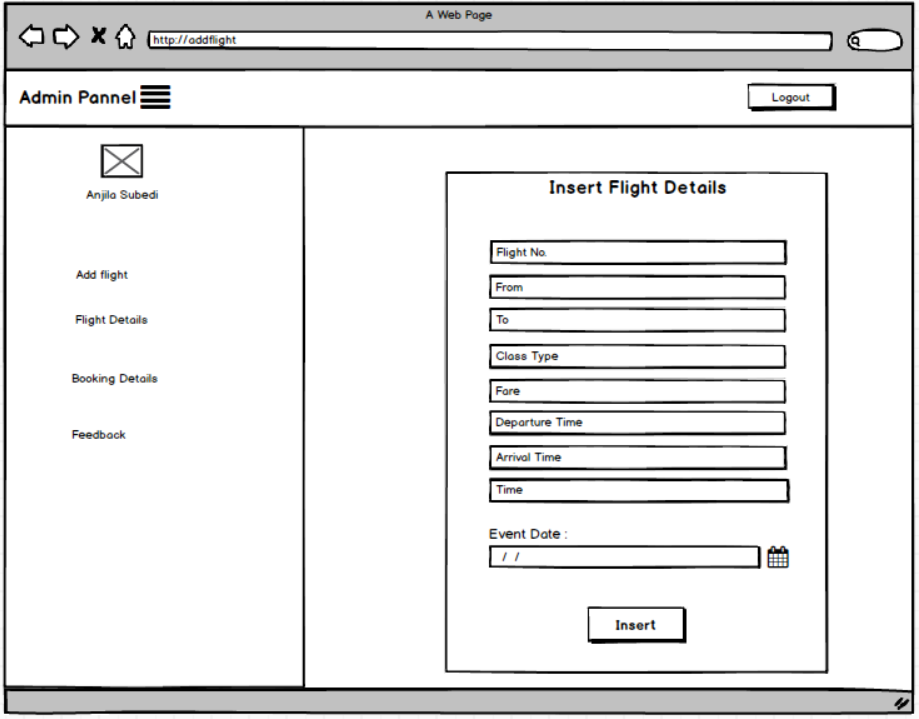 A Web Page
http://addflight
Admin Pannel
Logout
Anjila Subedi
Add flight
Flight Details
Booking Details
Feedback
Insert Flight Details
Flight No.
From
To
Class Type
Fare
Departure Time
Arrival Time
Time
Event Date :
/ /
Insert